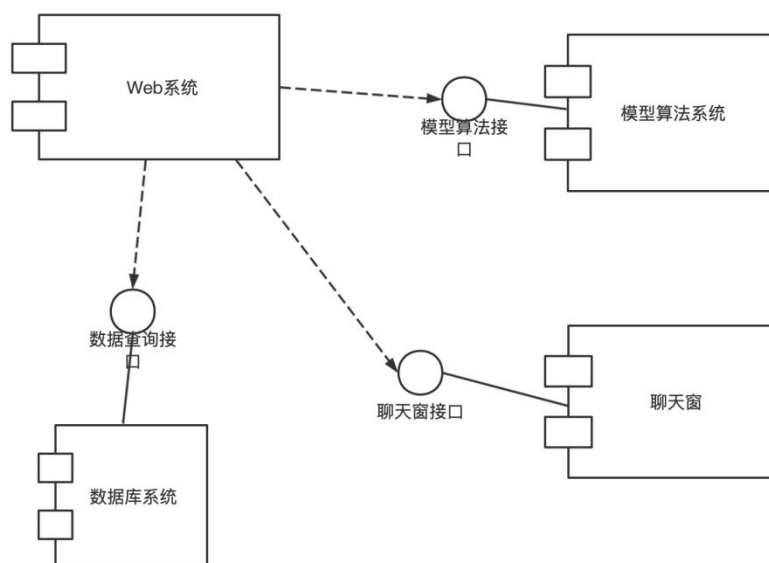 Web系统
模型算法接
口
模型算法系统
数据查询接
口
聊天窗接口
聊天窗
数据库系统